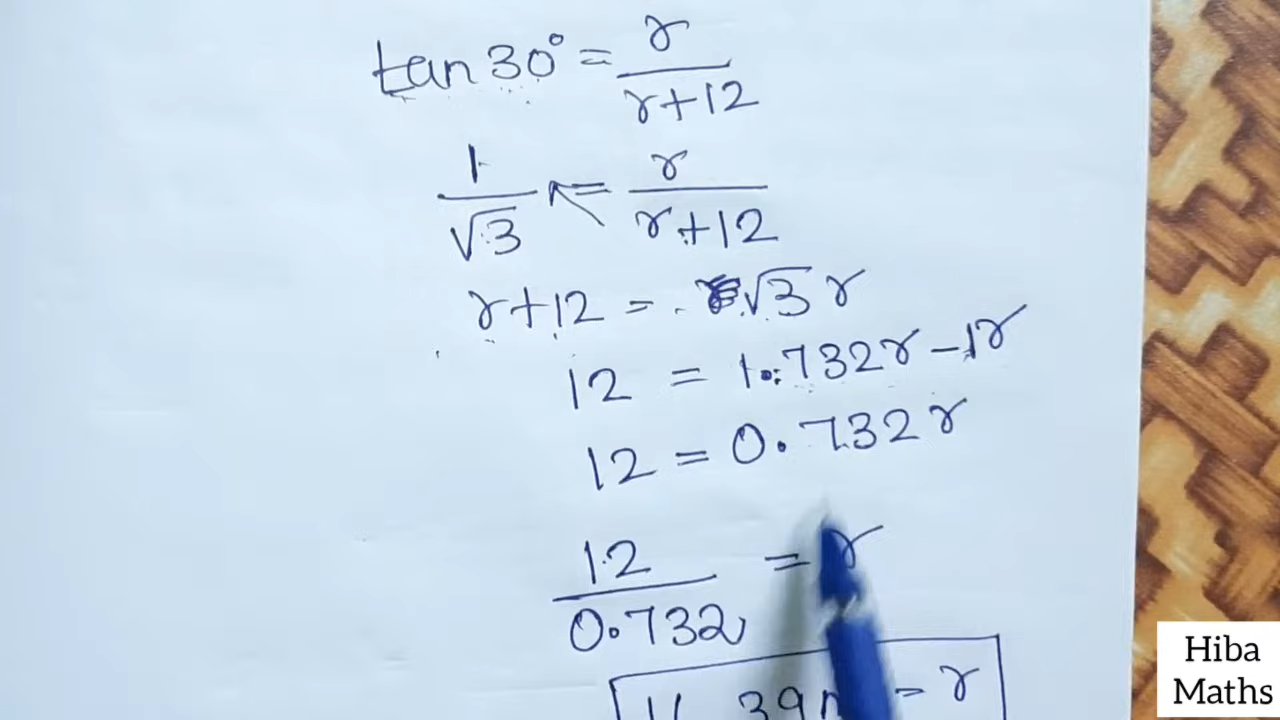 tan 30° = r/(r+12)
1/√3 = r/(r+12)
r+12 = √3 r
12 = 1.732r - 1r
12 = 0.732 r
12/0.732 = r
39 = r
Hiba
Maths